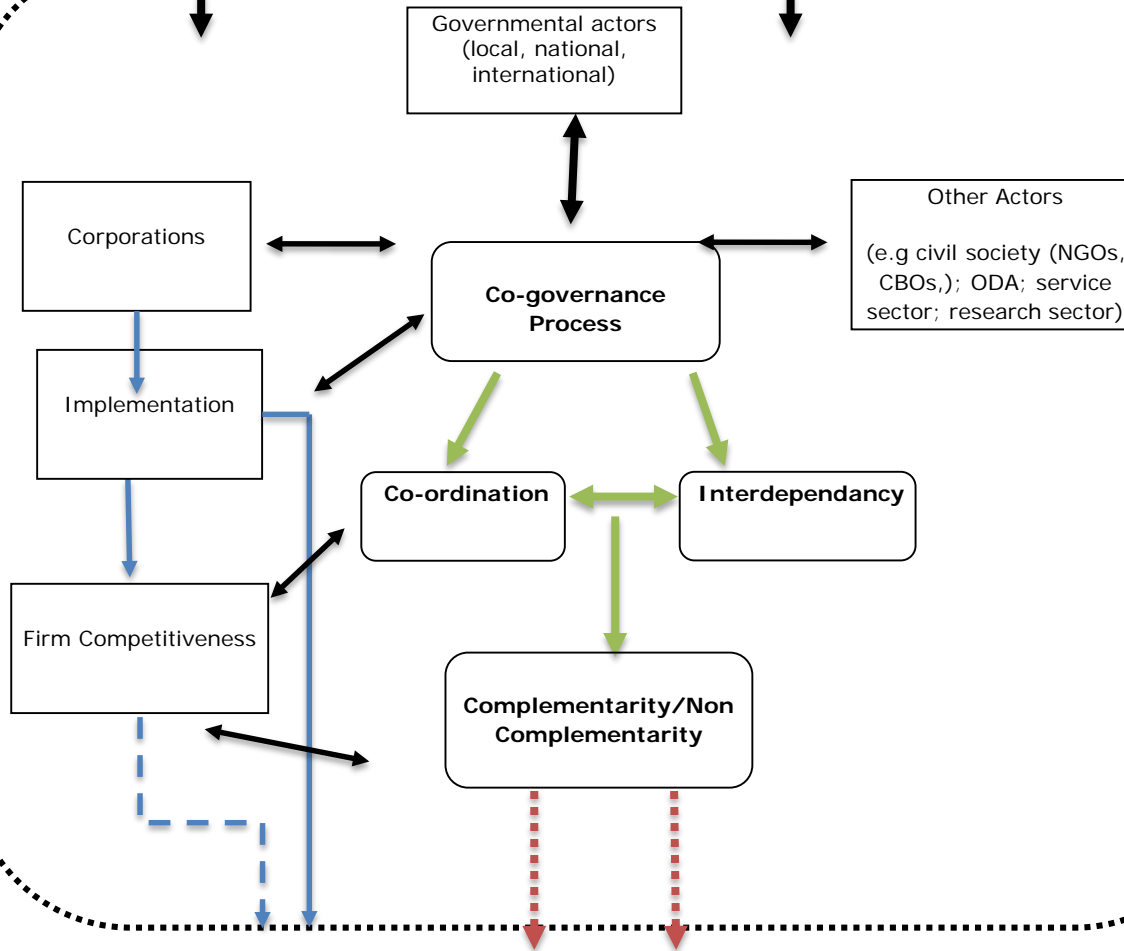 Governmental actors
(local, national,
international)
Corporations
Other Actors
(e.g civil society (NGOs,
CBOs,); ODA; service
sector; research sector)
Co-governance
Process
Implementation
Co-ordination
Interdependancy
Firm Competitiveness
Complementarity/Non
Complementarity